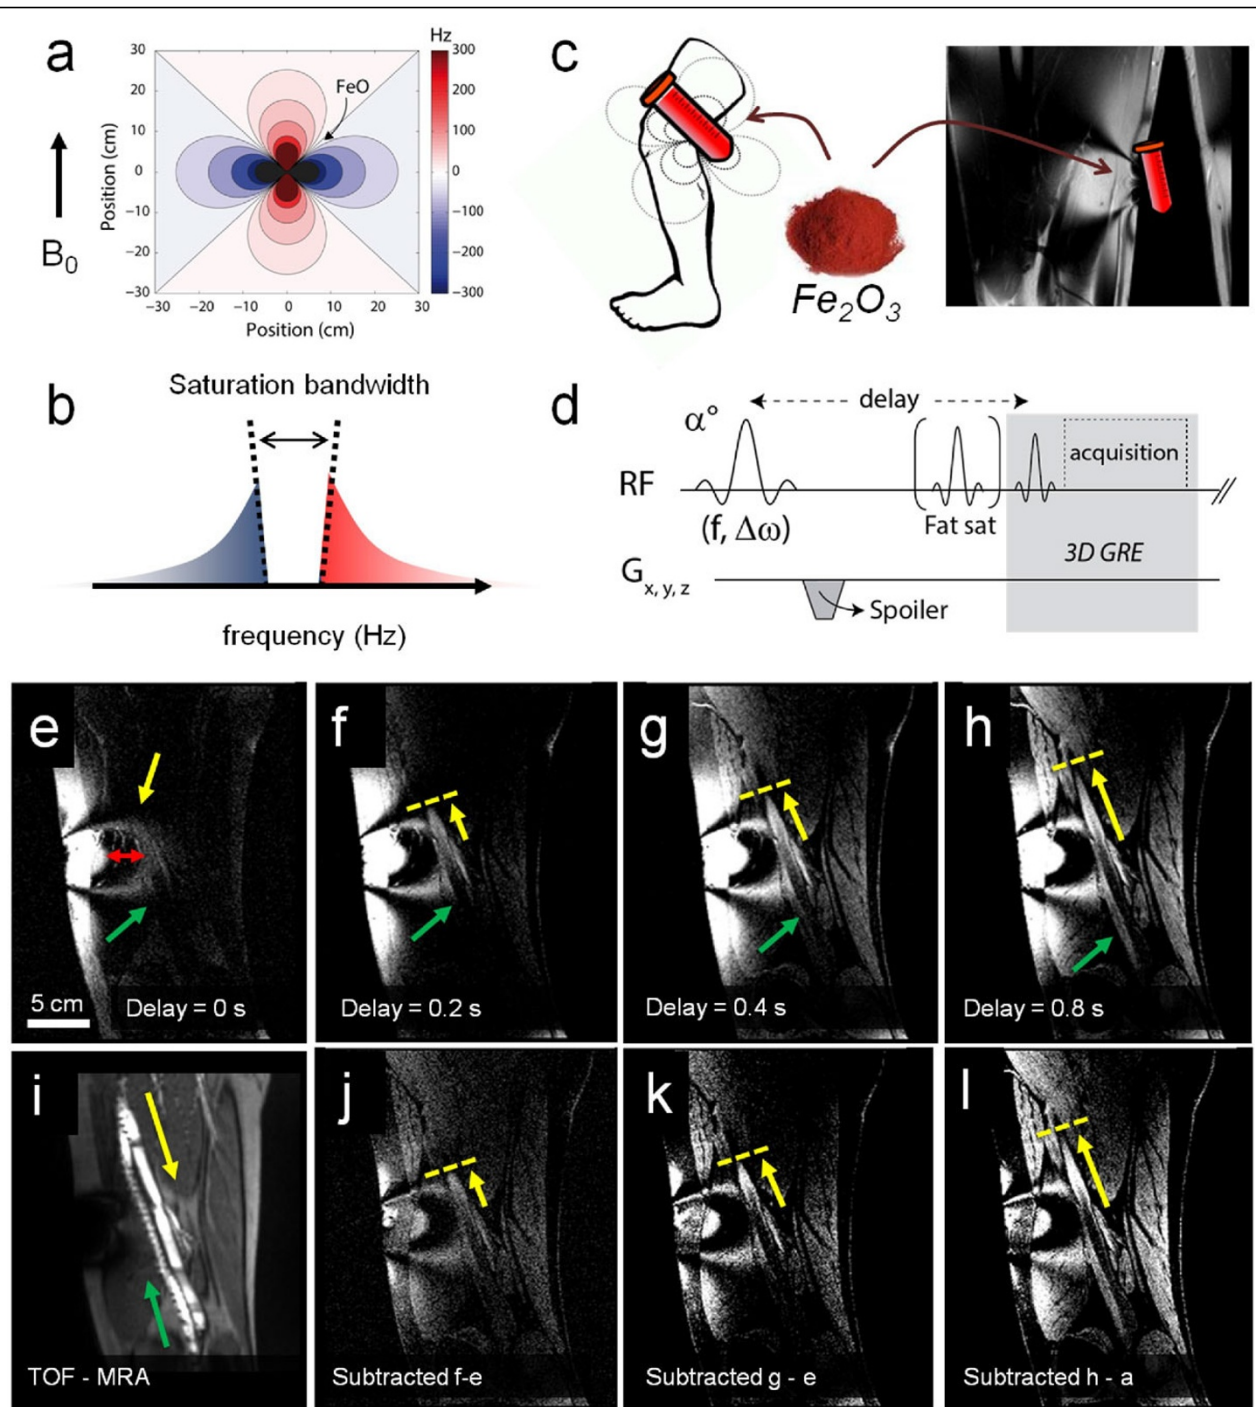 a
Hz
30
20
10
0
−10
−20
−30
Position (cm)
B0
FeO
300
200
100
0
−100
−200
−300
−30 −20 −10 0 10 20 30
Position (cm)
c
Fe2O3
b
Saturation bandwidth
frequency (Hz)
d
delay
α°
RF
acquisition
(f, Δω)
Fat sat
3D GRE
Gx, y, z
Spoiler
e
5 cm
Delay = 0 s
f
Delay = 0.2 s
g
Delay = 0.4 s
h
Delay = 0.8 s
i
TOF - MRA
j
Subtracted f-e
k
Subtracted g - e
l
Subtracted h - a